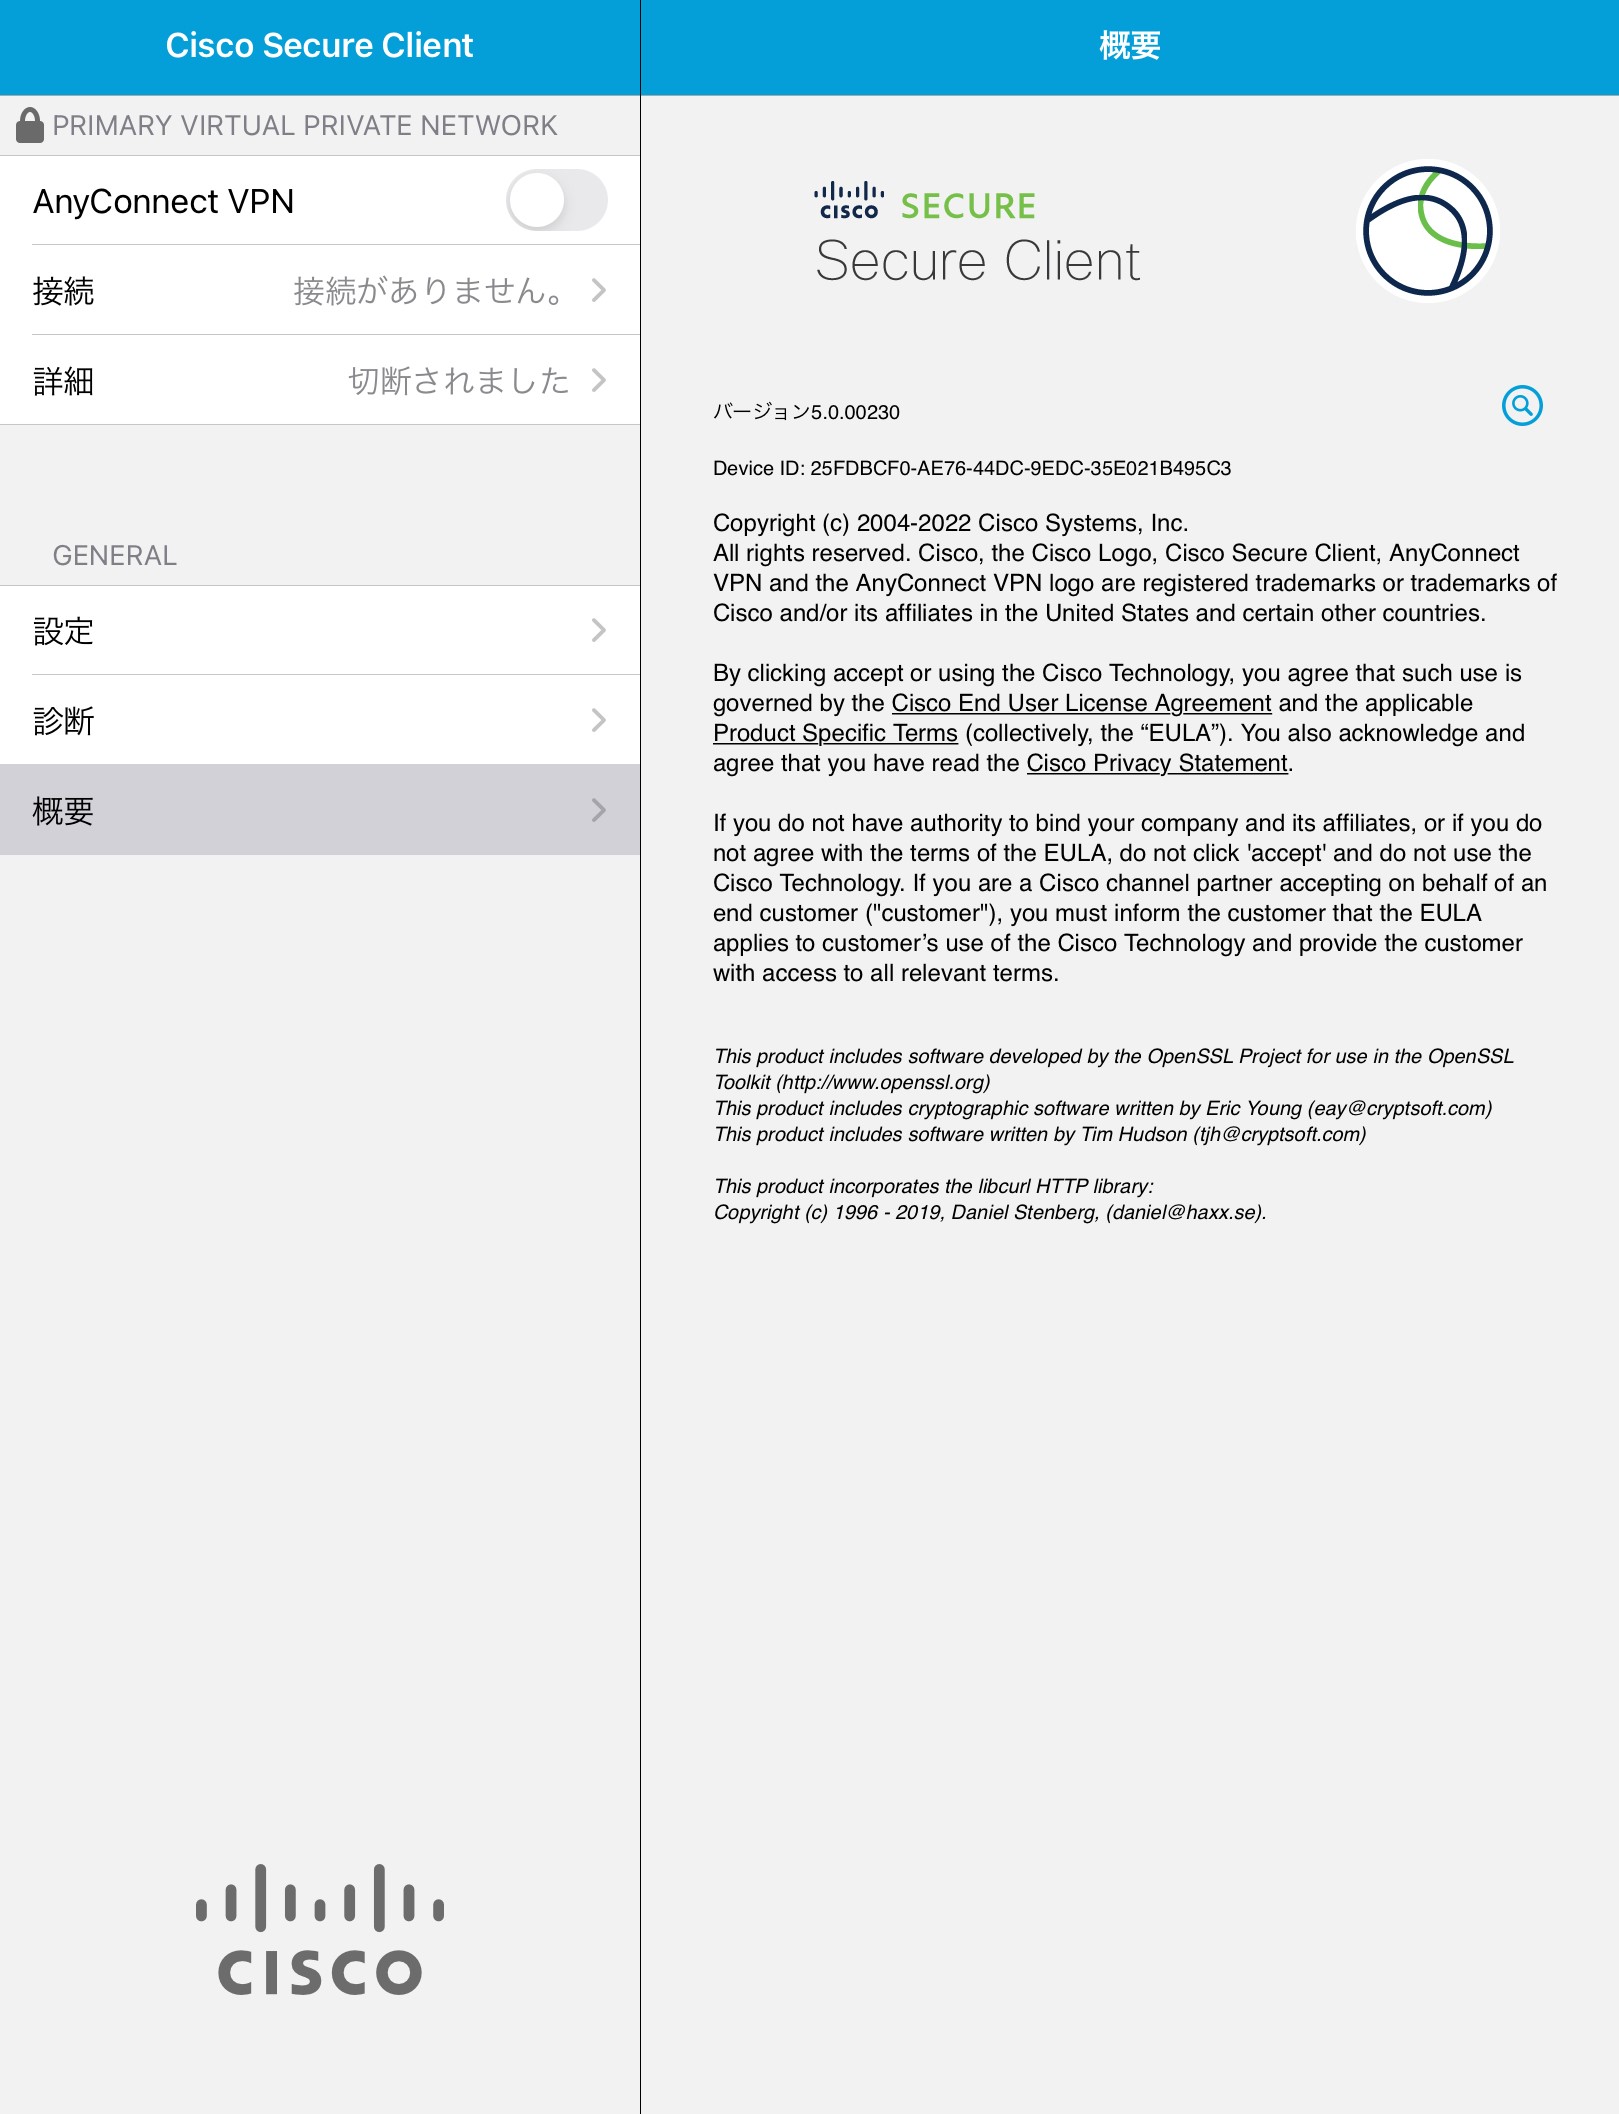 Cisco Secure Client
PRIMARY VIRTUAL PRIVATE NETWORK
AnyConnect VPN
接続 接続がありません。
詳細 切断されました
GENERAL
設定
診断
概要
CISCO
概要
CISCO SECURE
Secure Client
バージョン5.0.00230
Device ID: 25FDBCF0-AE76-44DC-9EDC-35E021B495C3
Copyright (c) 2004-2022 Cisco Systems, Inc.
All rights reserved. Cisco, the Cisco Logo, Cisco Secure Client, AnyConnect
VPN and the AnyConnect VPN logo are registered trademarks or trademarks of
Cisco and/or its affiliates in the United States and certain other countries.
By clicking accept or using the Cisco Technology, you agree that such use is
governed by the Cisco End User License Agreement and the applicable
Product Specific Terms (collectively, the “EULA”). You also acknowledge and
agree that you have read the Cisco Privacy Statement.
If you do not have authority to bind your company and its affiliates, or if you do
not agree with the terms of the EULA, do not click 'accept' and do not use the
Cisco Technology. If you are a Cisco channel partner accepting on behalf of an
end customer ("customer"), you must inform the customer that the EULA
applies to customer’s use of the Cisco Technology and provide the customer
with access to all relevant terms.
This product includes software developed by the OpenSSL Project for use in the OpenSSL
Toolkit (http://www.openssl.org)
This product includes cryptographic software written by Eric Young (eay@cryptsoft.com)
This product includes software written by Tim Hudson (tjh@cryptsoft.com)
This product incorporates the libcurl HTTP library:
Copyright (c) 1996 - 2019, Daniel Stenberg, (daniel@haxx.se).